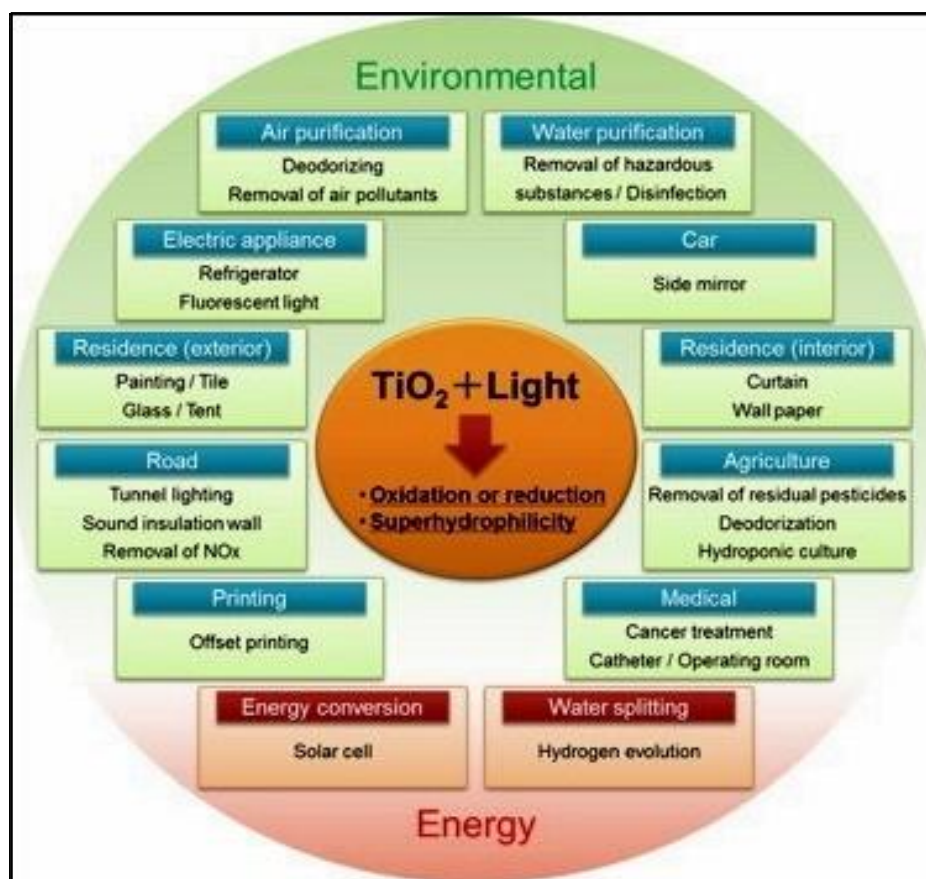 Environmental
Air purification
Deodorizing
Removal of air pollutants
Water purification
Removal of hazardous
substances / Disinfection
Electric appliance
Refrigerator
Fluorescent light
Car
Side mirror
Residence (exterior)
Painting / Tile
Glass / Tent
TiO₂＋Light
• Oxidation or reduction
• Superhydrophilicity
Residence (interior)
Curtain
Wall paper
Road
Tunnel lighting
Sound insulation wall
Removal of NOx
Agriculture
Removal of residual pesticides
Deodorization
Hydroponic culture
Printing
Offset printing
Medical
Cancer treatment
Catheter / Operating room
Energy conversion
Solar cell
Water splitting
Hydrogen evolution
Energy